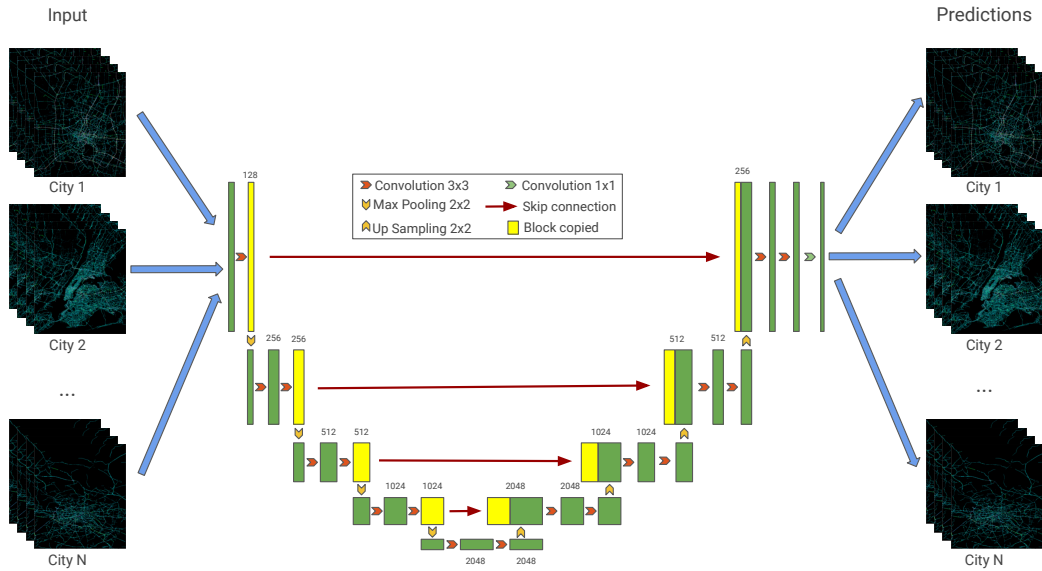 Input
Predictions
City 1
City 2
...
City N
128
256
256
512
512
1024
1024
2048
2048
2048
2048
1024
1024
512
512
256
Convolution 3x3
Convolution 1x1
Max Pooling 2x2
Skip connection
Up Sampling 2x2
Block copied
City 1
City 2
...
City N